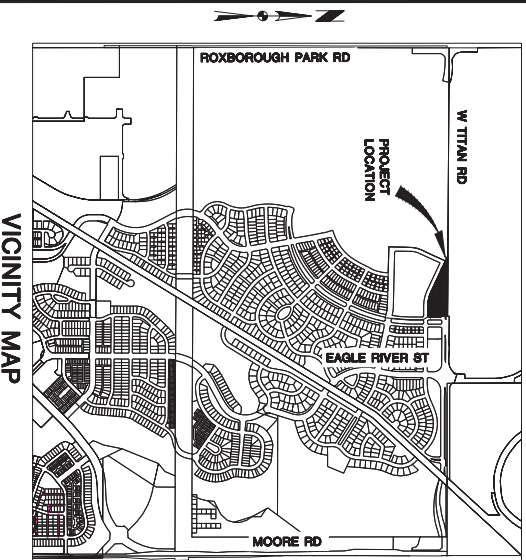 N
ROXBOROUGH PARK RD
W TITAN RD
PROJECT
LOCATION
EAGLE RIVER ST
MOORE RD
VICINITY MAP